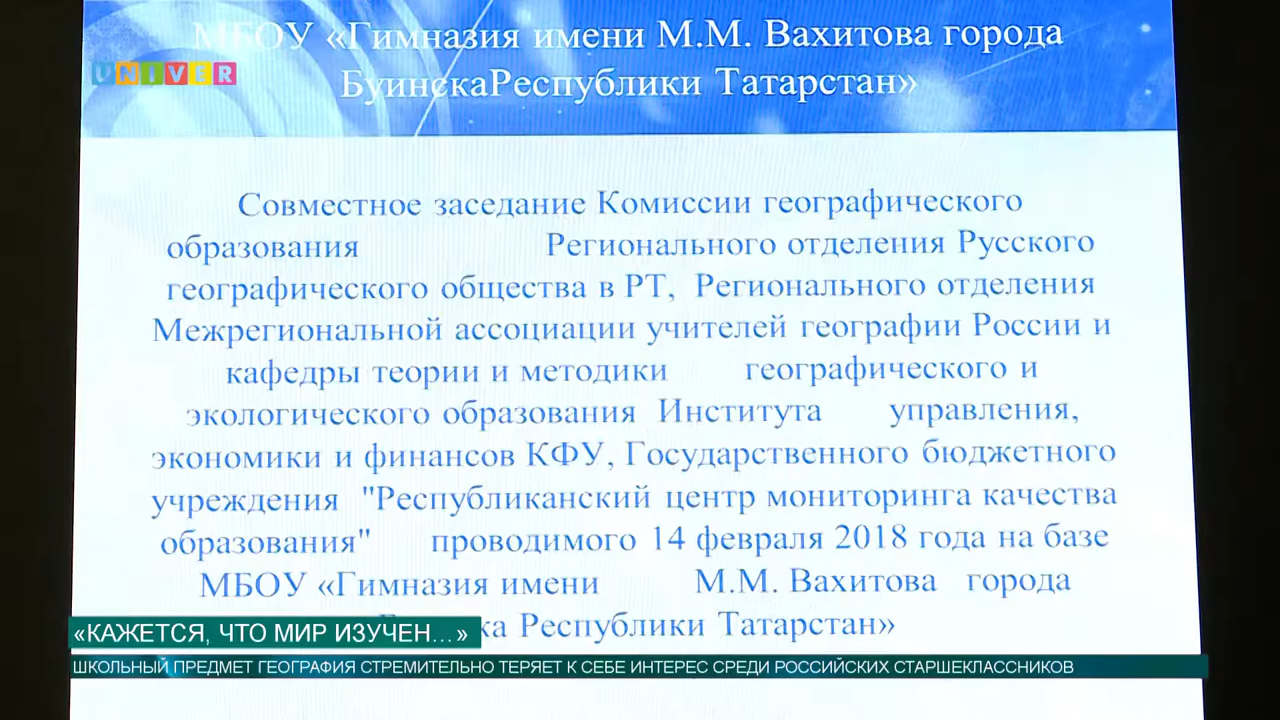 МБОУ «Гимназия имени М.М. Вахитова города
UNIVER
БуинскаРеспублики Татарстан»
Совместное заседание Комиссии географического
образования Регионального отделения Русского
географического общества в РТ, Регионального отделения
Межрегиональной ассоциации учителей географии России и
кафедры теории и методики географического и
экологического образования Института управления,
экономики и финансов КФУ, Государственного бюджетного
учреждения "Республиканский центр мониторинга качества
образования" проводимого 14 февраля 2018 года на базе
МБОУ «Гимназия имени М.М. Вахитова города
Республики Татарстан»
«КАЖЕТСЯ, ЧТО МИР ИЗУЧЕН...»
ШКОЛЬНЫЙ ПРЕДМЕТ ГЕОГРАФИЯ СТРЕМИТЕЛЬНО ТЕРЯЕТ К СЕБЕ ИНТЕРЕС СРЕДИ РОССИЙСКИХ СТАРШЕКЛАССНИКОВ